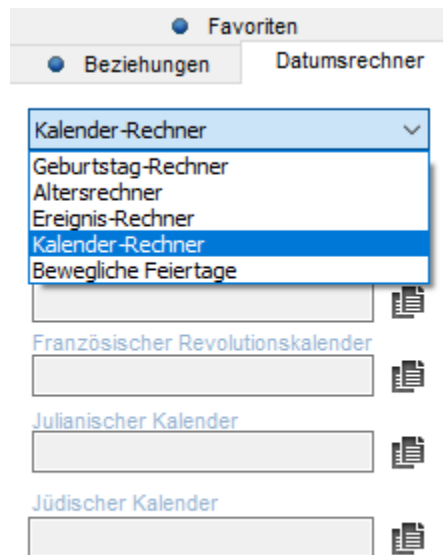 Favoriten
Beziehungen
Datumsrechner
Kalender-Rechner
Geburtstag-Rechner
Altersrechner
Ereignis-Rechner
Kalender-Rechner
Bewegliche Feiertage
Französischer Revolutionskalender
Julianischer Kalender
Jüdischer Kalender